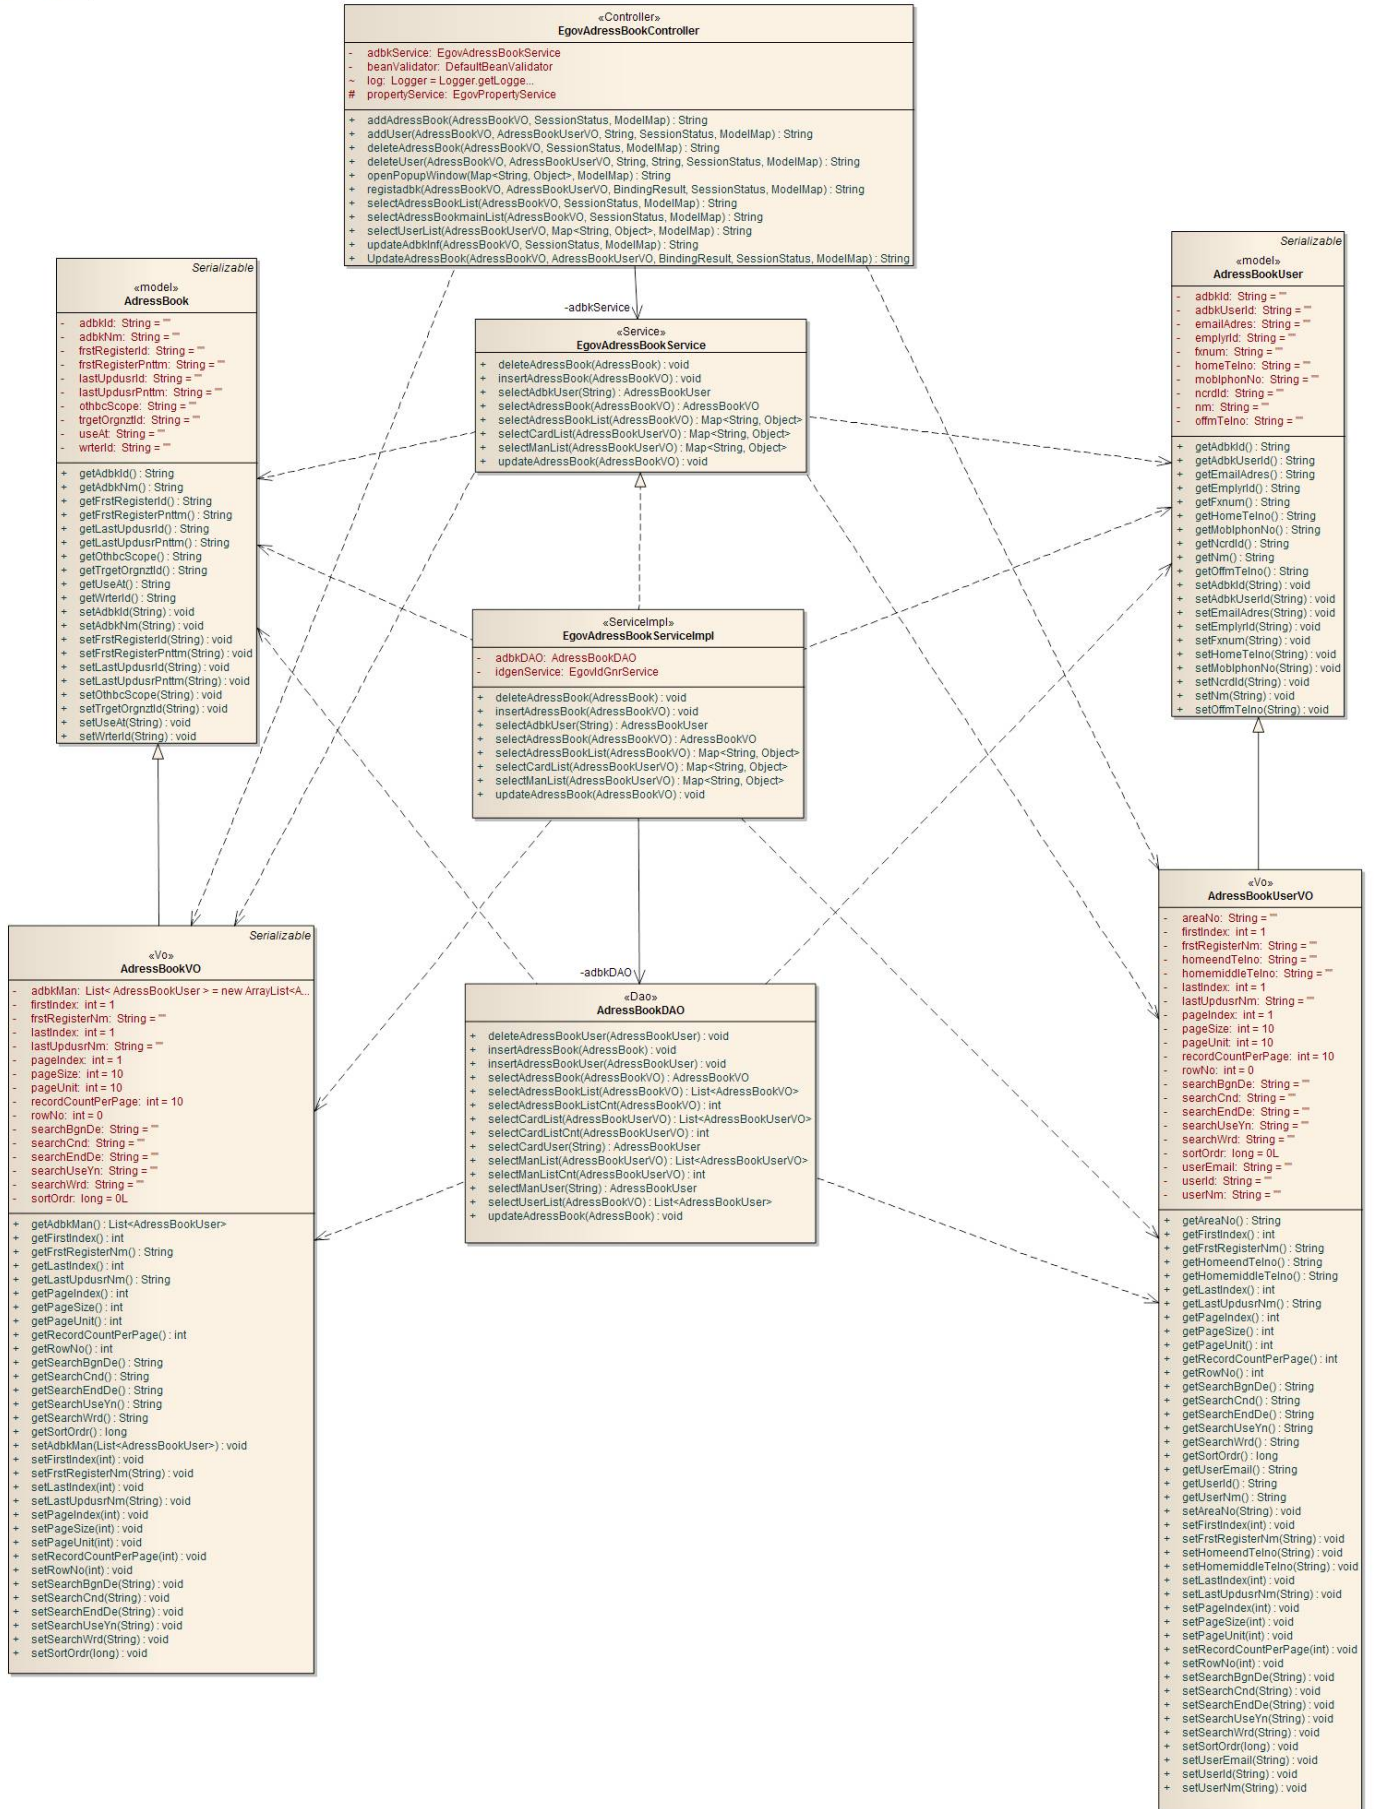 «Controller»
EgovAdressBookController
- adbkService: EgovAdressBookService
- beanValidator: DefaultBeanValidator
~ log: Logger = Logger.getLogge...
# propertyService: EgovPropertyService
+ addAdressBook(AdressBookVO, SessionStatus, ModelMap) : String
+ addUser(AdressBookVO, AdressBookUserVO, String, SessionStatus, ModelMap) : String
+ deleteAdressBook(AdressBookVO, SessionStatus, ModelMap) : String
+ deleteUser(AdressBookVO, AdressBookUserVO, String, String, SessionStatus, ModelMap) : String
+ openPopupWindow(Map<String, Object>, ModelMap) : String
+ registadbk(AdressBookVO, AdressBookUserVO, BindingResult, SessionStatus, ModelMap) : String
+ selectAdressBookList(AdressBookVO, SessionStatus, ModelMap) : String
+ selectAdressBookmainList(AdressBookVO, SessionStatus, ModelMap) : String
+ selectUserList(AdressBookUserVO, Map<String, Object>, ModelMap) : String
+ updateAdbkInf(AdressBookVO, SessionStatus, ModelMap) : String
+ UpdateAdressBook(AdressBookVO, AdressBookUserVO, BindingResult, SessionStatus, ModelMap) : String
Serializable
«model»
AdressBook
- adbkId: String = ""
- adbkNm: String = ""
- frstRegisterId: String = ""
- frstRegisterPnttm: String = ""
- lastUpdusrId: String = ""
- lastUpdusrPnttm: String = ""
- othbcScope: String = ""
- trgetOrgnztId: String = ""
- useAt: String = ""
- wrterId: String = ""
+ getAdbkId() : String
+ getAdbkNm() : String
+ getFrstRegisterId() : String
+ getFrstRegisterPnttm() : String
+ getLastUpdusrId() : String
+ getLastUpdusrPnttm() : String
+ getOthbcScope() : String
+ getTrgetOrgnztId() : String
+ getUseAt() : String
+ getWrterId() : String
+ setAdbkId(String) : void
+ setAdbkNm(String) : void
+ setFrstRegisterId(String) : void
+ setFrstRegisterPnttm(String) : void
+ setLastUpdusrId(String) : void
+ setLastUpdusrPnttm(String) : void
+ setOthbcScope(String) : void
+ setTrgetOrgnztId(String) : void
+ setUseAt(String) : void
+ setWrterId(String) : void
-adbkService
«Service»
EgovAdressBookService
+ deleteAdressBook(AdressBook) : void
+ insertAdressBook(AdressBookVO) : void
+ selectAdbkUser(String) : AdressBookUser
+ selectAdressBook(AdressBookVO) : AdressBookVO
+ selectAdressBookList(AdressBookVO) : Map<String, Object>
+ selectCardList(AdressBookUserVO) : Map<String, Object>
+ selectManList(AdressBookUserVO) : Map<String, Object>
+ updateAdressBook(AdressBookVO) : void
Serializable
«model»
AdressBookUser
- adbkId: String = ""
- adbkUserId: String = ""
- emailAdres: String = ""
- emplyrId: String = ""
- fxnum: String = ""
- homeTelno: String = ""
- moblphonNo: String = ""
- ncrdId: String = ""
- nm: String = ""
- offmTelno: String = ""
+ getAdbkId() : String
+ getAdbkUserId() : String
+ getEmailAdres() : String
+ getEmplyrId() : String
+ getFxnum() : String
+ getHomeTelno() : String
+ getMoblphonNo() : String
+ getNcrdId() : String
+ getNm() : String
+ getOffmTelno() : String
+ setAdbkId(String) : void
+ setAdbkUserId(String) : void
+ setEmailAdres(String) : void
+ setEmplyrId(String) : void
+ setFxnum(String) : void
+ setHomeTelno(String) : void
+ setMoblphonNo(String) : void
+ setNcrdId(String) : void
+ setNm(String) : void
+ setOffmTelno(String) : void
«ServiceImpl»
EgovAdressBookServiceImpl
- adbkDAO: AdressBookDAO
- idgenService: EgovIdGnrService
+ deleteAdressBook(AdressBook) : void
+ insertAdressBook(AdressBookVO) : void
+ selectAdbkUser(String) : AdressBookUser
+ selectAdressBook(AdressBookVO) : AdressBookVO
+ selectAdressBookList(AdressBookVO) : Map<String, Object>
+ selectCardList(AdressBookUserVO) : Map<String, Object>
+ selectManList(AdressBookUserVO) : Map<String, Object>
+ updateAdressBook(AdressBookVO) : void
Serializable
«Vo»
AdressBookVO
- adbkMan: List< AdressBookUser > = new ArrayList<A...
- firstIndex: int = 1
- frstRegisterNm: String = ""
- lastIndex: int = 1
- lastUpdusrNm: String = ""
- pageIndex: int = 1
- pageSize: int = 10
- pageUnit: int = 10
- recordCountPerPage: int = 10
- rowNo: int = 0
- searchBgnDe: String = ""
- searchCnd: String = ""
- searchEndDe: String = ""
- searchUseYn: String = ""
- searchWrd: String = ""
- sortOrdr: long = 0L
+ getAdbkMan() : List<AdressBookUser>
+ getFirstIndex() : int
+ getFrstRegisterNm() : String
+ getLastIndex() : int
+ getLastUpdusrNm() : String
+ getPageIndex() : int
+ getPageSize() : int
+ getPageUnit() : int
+ getRecordCountPerPage() : int
+ getRowNo() : int
+ getSearchBgnDe() : String
+ getSearchCnd() : String
+ getSearchEndDe() : String
+ getSearchUseYn() : String
+ getSearchWrd() : String
+ getSortOrdr() : long
+ setAdbkMan(List<AdressBookUser>) : void
+ setFirstIndex(int) : void
+ setFrstRegisterNm(String) : void
+ setLastIndex(int) : void
+ setLastUpdusrNm(String) : void
+ setPageIndex(int) : void
+ setPageSize(int) : void
+ setPageUnit(int) : void
+ setRecordCountPerPage(int) : void
+ setRowNo(int) : void
+ setSearchBgnDe(String) : void
+ setSearchCnd(String) : void
+ setSearchEndDe(String) : void
+ setSearchUseYn(String) : void
+ setSearchWrd(String) : void
+ setSortOrdr(long) : void
-adbkDAO
«Dao»
AdressBookDAO
+ deleteAdressBookUser(AdressBookUser) : void
+ insertAdressBook(AdressBook) : void
+ insertAdressBookUser(AdressBookUser) : void
+ selectAdressBook(AdressBookVO) : AdressBookVO
+ selectAdressBookList(AdressBookVO) : List<AdressBookVO>
+ selectAdressBookListCnt(AdressBookVO) : int
+ selectCardList(AdressBookUserVO) : List<AdressBookUserVO>
+ selectCardListCnt(AdressBookUserVO) : int
+ selectCardUser(String) : AdressBookUser
+ selectManList(AdressBookUserVO) : List<AdressBookUserVO>
+ selectManListCnt(AdressBookUserVO) : int
+ selectManUser(String) : AdressBookUser
+ selectUserList(AdressBookVO) : List<AdressBookUser>
+ updateAdressBook(AdressBook) : void
«Vo»
AdressBookUserVO
- areaNo: String = ""
- firstIndex: int = 1
- frstRegisterNm: String = ""
- homeendTelno: String = ""
- homemiddleTelno: String = ""
- lastIndex: int = 1
- lastUpdusrNm: String = ""
- pageIndex: int = 1
- pageSize: int = 10
- pageUnit: int = 10
- recordCountPerPage: int = 10
- rowNo: int = 0
- searchBgnDe: String = ""
- searchCnd: String = ""
- searchEndDe: String = ""
- searchUseYn: String = ""
- searchWrd: String = ""
- sortOrdr: long = 0L
- userEmail: String = ""
- userId: String = ""
- userNm: String = ""
+ getAreaNo() : String
+ getFirstIndex() : int
+ getFrstRegisterNm() : String
+ getHomeendTelno() : String
+ getHomemiddleTelno() : String
+ getLastIndex() : int
+ getLastUpdusrNm() : String
+ getPageIndex() : int
+ getPageSize() : int
+ getPageUnit() : int
+ getRecordCountPerPage() : int
+ getRowNo() : int
+ getSearchBgnDe() : String
+ getSearchCnd() : String
+ getSearchEndDe() : String
+ getSearchUseYn() : String
+ getSearchWrd() : String
+ getSortOrdr() : long
+ getUserEmail() : String
+ getUserId() : String
+ getUserNm() : String
+ setAreaNo(String) : void
+ setFirstIndex(int) : void
+ setFrstRegisterNm(String) : void
+ setHomeendTelno(String) : void
+ setHomemiddleTelno(String) : void
+ setLastIndex(int) : void
+ setLastUpdusrNm(String) : void
+ setPageIndex(int) : void
+ setPageSize(int) : void
+ setPageUnit(int) : void
+ setRecordCountPerPage(int) : void
+ setRowNo(int) : void
+ setSearchBgnDe(String) : void
+ setSearchCnd(String) : void
+ setSearchEndDe(String) : void
+ setSearchUseYn(String) : void
+ setSearchWrd(String) : void
+ setSortOrdr(long) : void
+ setUserEmail(String) : void
+ setUserId(String) : void
+ setUserNm(String) : void